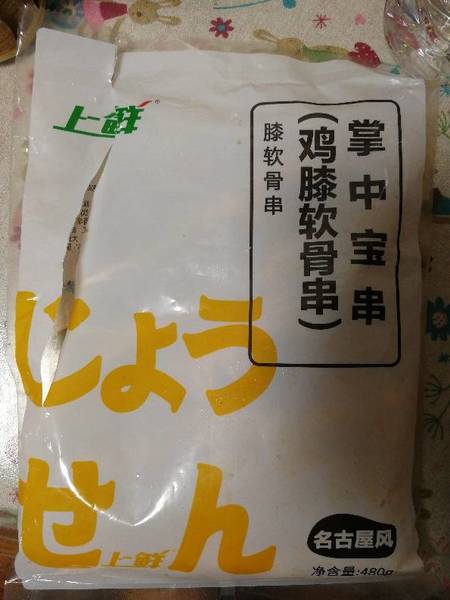 上鲜®
掌中宝串
(鸡膝软骨串)
膝软骨串
じょう
せん
上鲜
名古屋风
净含量:480g